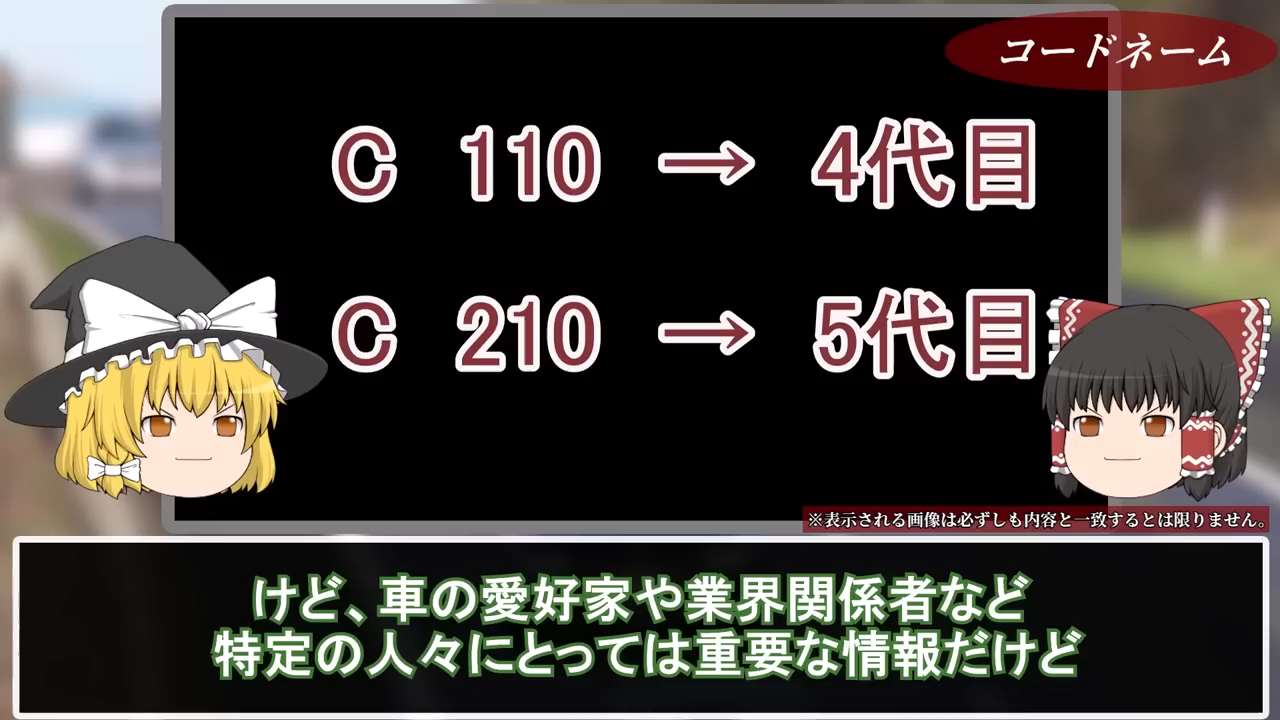 コードネーム
C 110 → 4代目
C 210 → 5代目
※表示される画像は必ずしも内容と一致するとは限りません。
けど、車の愛好家や業界関係者など
特定の人々にとっては重要な情報だけど